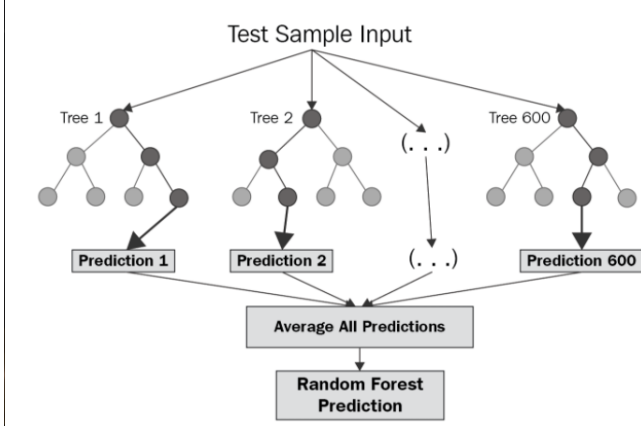 Test Sample Input
Tree 1
Tree 2
(. . .)
Tree 600
Prediction 1
Prediction 2
(. . .)
Prediction 600
Average All Predictions
Random Forest
Prediction